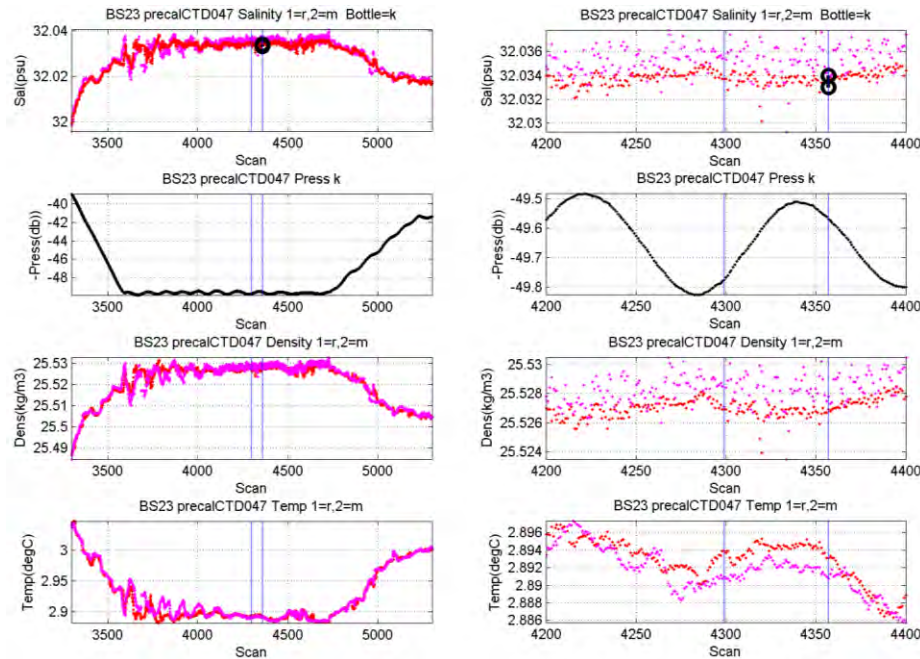 BS23 precalCTD047 Salinity 1=r,2=m Bottle=k
Sal(psu)
32.04
32.02
32
3500 4000 4500 5000
Scan
BS23 precalCTD047 Press k
-Press(db))
-40
-42
-44
-46
-48
3500 4000 4500 5000
Scan
BS23 precalCTD047 Density 1=r,2=m
Dens(kg/m3)
25.53
25.52
25.51
25.5
25.49
3500 4000 4500 5000
Scan
BS23 precalCTD047 Temp 1=r,2=m
Temp(degC)
3
2.95
2.9
3500 4000 4500 5000
Scan
BS23 precalCTD047 Salinity 1=r,2=m Bottle=k
Sal(psu)
32.036
32.034
32.032
32.03
4200 4250 4300 4350 4400
Scan
BS23 precalCTD047 Press k
-Press(db))
-49.5
-49.6
-49.7
-49.8
4200 4250 4300 4350 4400
Scan
BS23 precalCTD047 Density 1=r,2=m
Dens(kg/m3)
25.53
25.528
25.526
25.524
4200 4250 4300 4350 4400
Scan
BS23 precalCTD047 Temp 1=r,2=m
Temp(degC)
2.896
2.894
2.892
2.89
2.888
2.886
4200 4250 4300 4350 4400
Scan